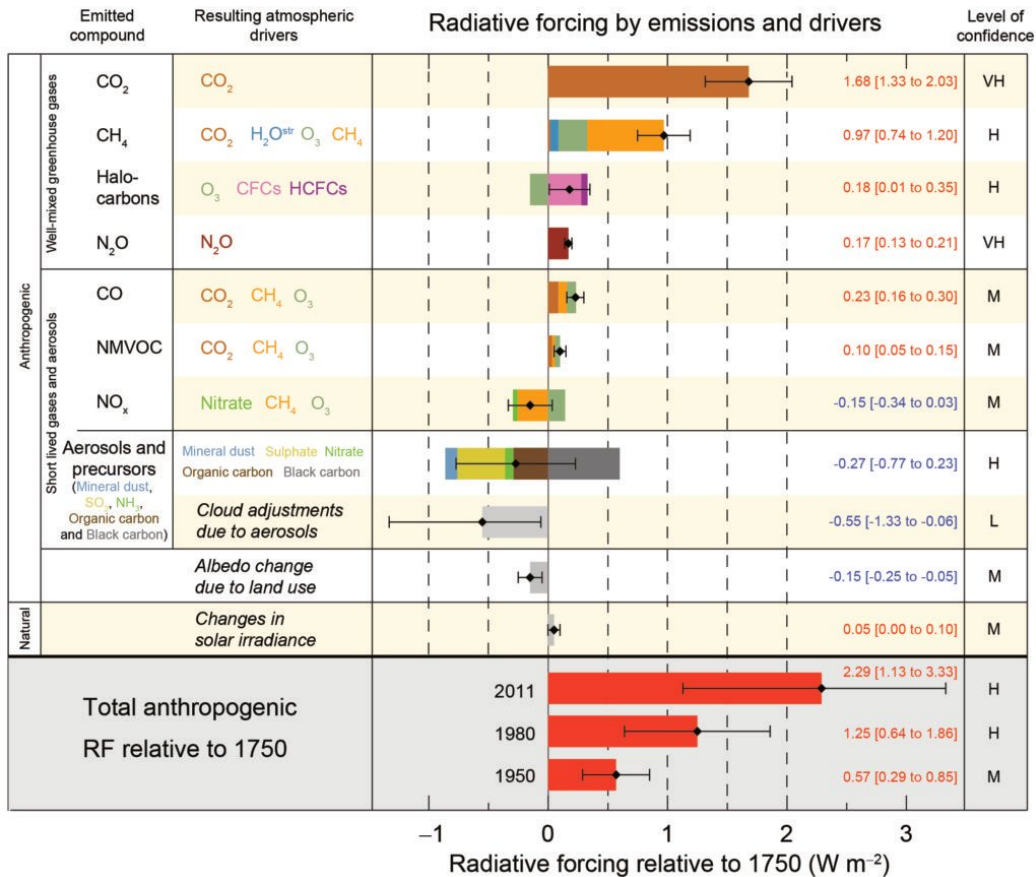 Emitted compound
Resulting atmospheric drivers
Radiative forcing by emissions and drivers
Level of confidence
Anthropogenic
Well-mixed greenhouse gases
CO₂
CO₂
1.68 [1.33 to 2.03]
VH
CH₄
CO₂ H₂Oˢᵗʳ O₃ CH₄
0.97 [0.74 to 1.20]
H
Halo-
carbons
O₃ CFCs HCFCs
0.18 [0.01 to 0.35]
H
N₂O
N₂O
0.17 [0.13 to 0.21]
VH
Short lived gases and aerosols
CO
CO₂ CH₄ O₃
0.23 [0.16 to 0.30]
M
NMVOC
CO₂ CH₄ O₃
0.10 [0.05 to 0.15]
M
NOₓ
Nitrate CH₄ O₃
-0.15 [-0.34 to 0.03]
M
Aerosols and
precursors
(Mineral dust,
SO₂, NH₃,
Organic carbon
and Black carbon)
Mineral dust Sulphate Nitrate
Organic carbon Black carbon
-0.27 [-0.77 to 0.23]
H
Cloud adjustments
due to aerosols
-0.55 [-1.33 to -0.06]
L
Albedo change
due to land use
-0.15 [-0.25 to -0.05]
M
Natural
Changes in
solar irradiance
0.05 [0.00 to 0.10]
M
Total anthropogenic
RF relative to 1750
2011
2.29 [1.13 to 3.33]
H
1980
1.25 [0.64 to 1.86]
H
1950
0.57 [0.29 to 0.85]
M
−1 0 1 2 3
Radiative forcing relative to 1750 (W m⁻²)